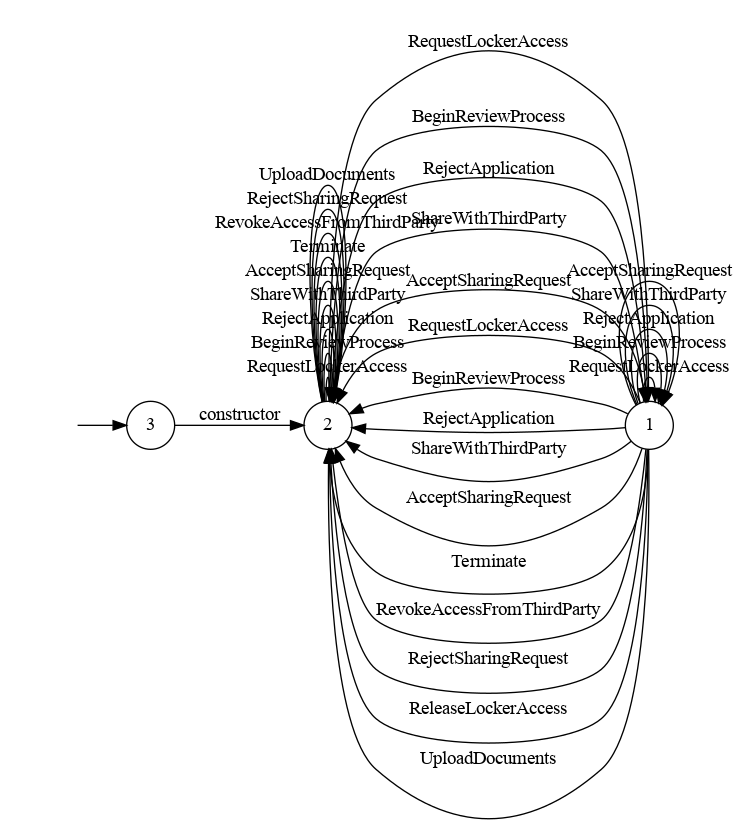 RequestLockerAccess
BeginReviewProcess
RejectApplication
ShareWithThirdParty
AcceptSharingRequest
RequestLockerAccess
BeginReviewProcess
RejectApplication
ShareWithThirdParty
AcceptSharingRequest
Terminate
RevokeAccessFromThirdParty
RejectSharingRequest
ReleaseLockerAccess
UploadDocuments
UploadDocuments
RejectSharingRequest
RevokeAccessFromThirdParty
Terminate
AcceptSharingRequest
ShareWithThirdParty
RejectApplication
BeginReviewProcess
RequestLockerAccess
AcceptSharingRequest
ShareWithThirdParty
RejectApplication
BeginReviewProcess
RequestLockerAccess
3
constructor
2
1